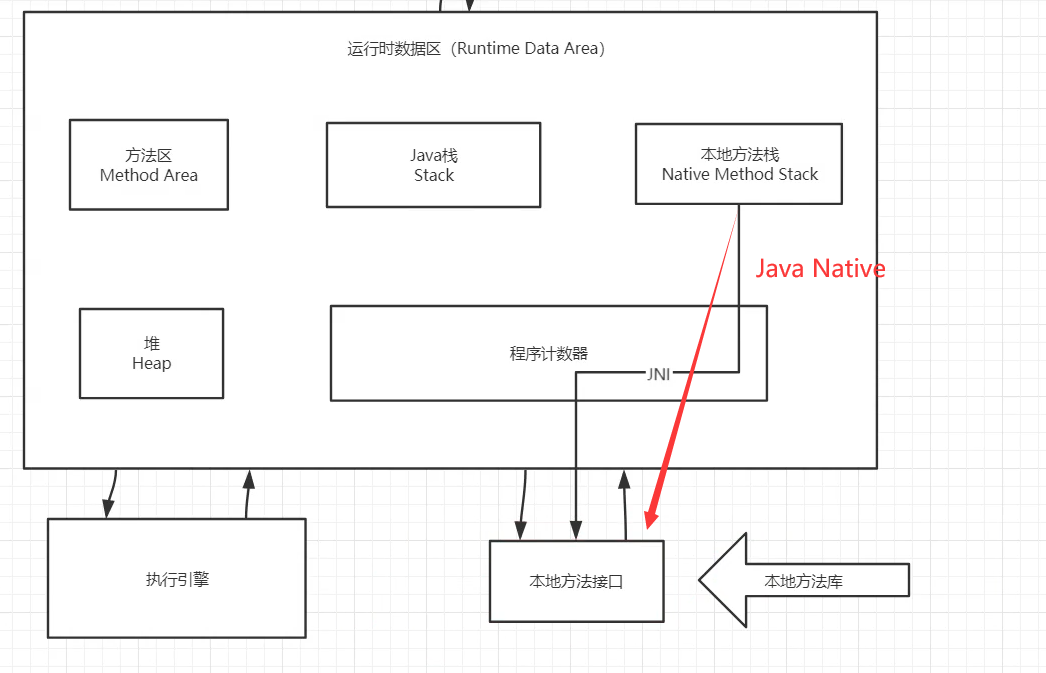 运行时数据区（Runtime Data Area）
方法区
Method Area
Java栈
Stack
本地方法栈
Native Method Stack
Java Native
堆
Heap
程序计数器
JNI
执行引擎
本地方法接口
本地方法库